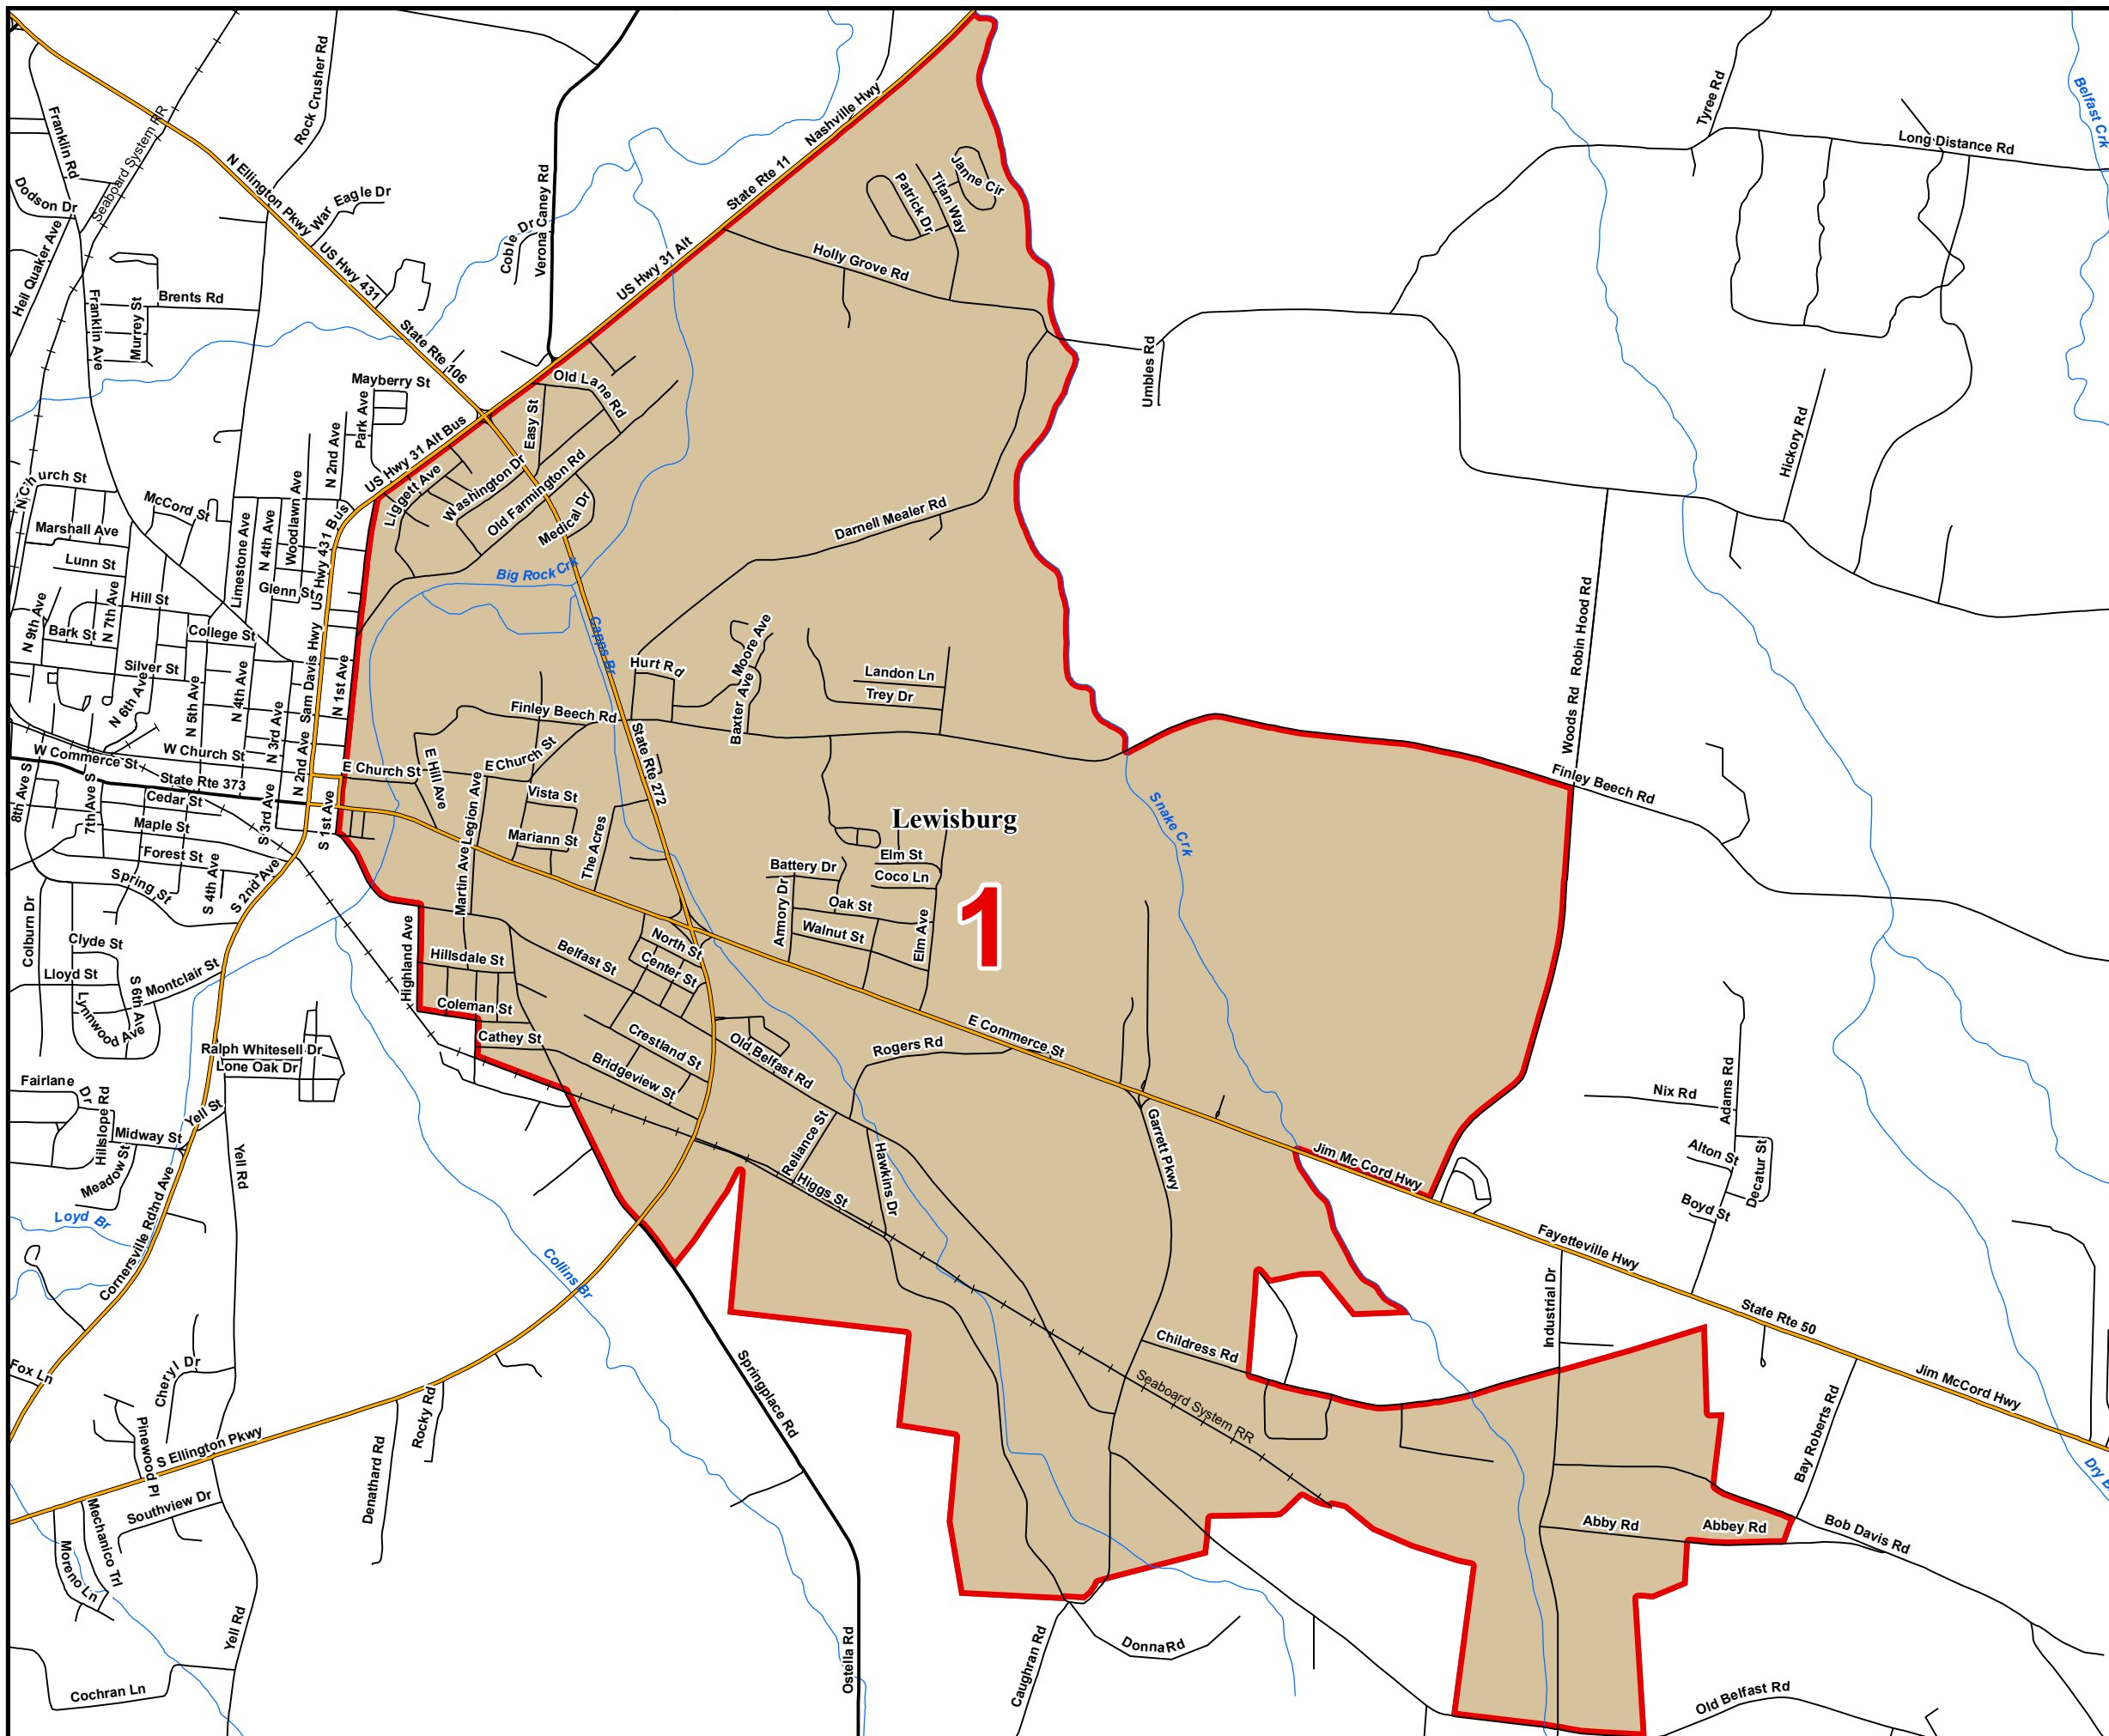 Rock Crusher Rd
Franklin Rd
Seaboard System RR
Dodson Dr
Heil Quaker Ave
N Ellington Pkwy
War Eagle Dr
US Hwy 431
Coble Dr
Verona Caney Rd
Nashville Hwy
State Rte 11
US Hwy 31 Alt
Patrick Dr
Titan Way
Janne Cir
Holly Grove Rd
Tyree Rd
Long Distance Rd
Belfast Crk
Franklin Ave
Murrey St
Brents Rd
State Rte 106
Mayberry St
Park Ave
US Hwy 31 Alt Bus
Old Lane Rd
Easy St
Umbles Rd
Hickory Rd
N 2nd Ave
Liggett Ave
Washington Dr
Old Farmington Rd
Medical Dr
N Church St
McCord St
Marshall Ave
Lunn St
Limestone Ave
N 4th Ave
Woodlawn Ave
US Hwy 431 Bus
Darnell Mealer Rd
Big Rock Crk
Glenn St
Hill St
N 9th Ave
N 7th Ave
Bark St
College St
Silver St
Capps Br
Robin Hood Rd
Woods Rd
Sam Davis Hwy
N 1st Ave
N 6th Ave
N 5th Ave
N 4th Ave
N 3rd Ave
N 2nd Ave
Hurt Rd
Moore Ave
Baxter Ave
Landon Ln
Trey Dr
Finley Beech Rd
W Commerce St
W Church St
State Rte 373
E Church St
E Hill Ave
E Church St
State Rte 272
Finley Beech Rd
8th Ave S
7th Ave S
Cedar St
Maple St
Forest St
Spring St
S 4th Ave
S 3rd Ave
S 2nd Ave
S 1st Ave
Legion Ave
Martin Ave
Vista St
Mariann St
The Acres
Lewisburg
1
Snake Crk
Battery Dr
Armory Dr
Elm St
Coco Ln
Oak St
Walnut St
Elm Ave
Colburn Dr
Clyde St
Lloyd St
Lynnwood Ave
S 6th Ave
Montclair St
Highland Ave
Hillsdale St
Coleman St
Cathey St
Belfast St
North St
Center St
Crestland St
Bridgeview St
Old Belfast Rd
Rogers Rd
E Commerce St
Ralph Whitesell Dr
Lone Oak Dr
Fairlane Dr
Hillslope Rd
Yell St
Midway St
Meadow St
Yell Rd
Loyd Br
Cornersville Rd
2nd Ave
Reliance St
Higgs St
Hawkins Dr
Garrett Pkwy
Jim Mc Cord Hwy
Nix Rd
Adams Rd
Alton St
Decatur St
Boyd St
Fayetteville Hwy
State Rte 50
Jim McCord Hwy
Industrial Dr
Collins Br
Springplace Rd
Childress Rd
Seaboard System RR
Bay Roberts Rd
Dry B
Fox Ln
Cheryl Dr
Pinewood Pl
S Ellington Pkwy
Rocky Rd
Denathard Rd
Southview Dr
Mechanico Trl
Moreno Ln
Abby Rd
Abbey Rd
Bob Davis Rd
Yell Rd
Cochran Ln
Ostella Rd
Caughran Rd
Donna Rd
Old Belfast Rd